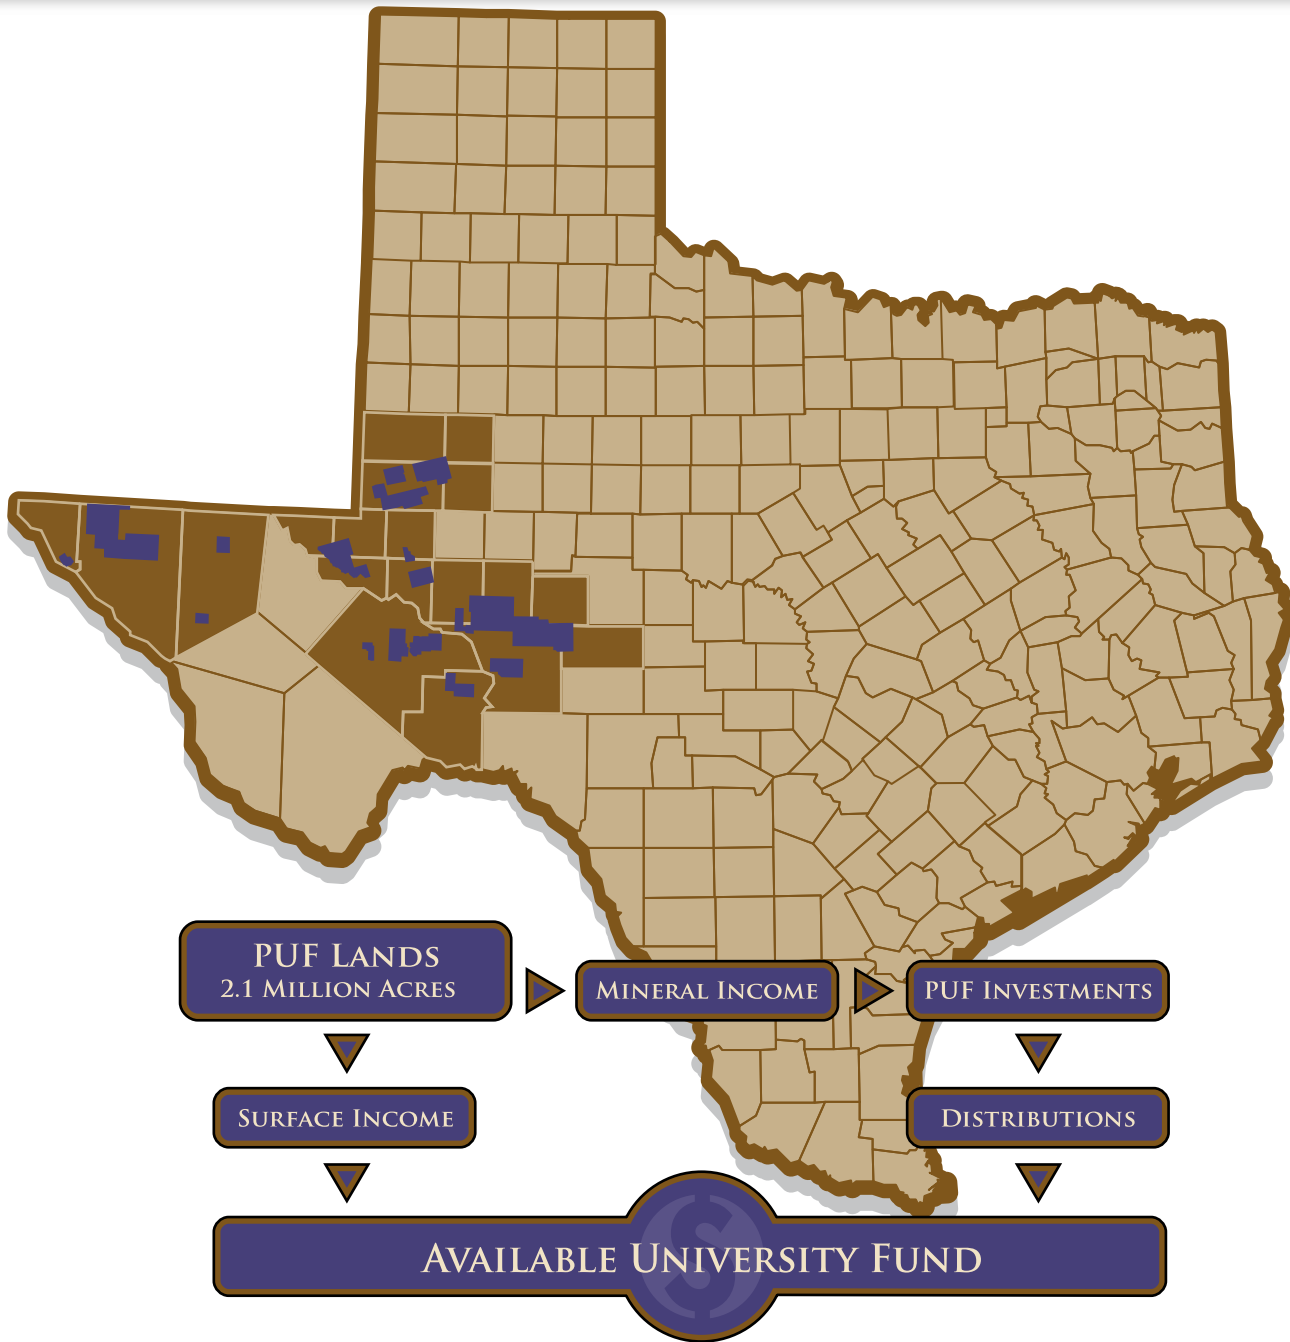 PUF Lands
2.1 Million Acres
Mineral Income
PUF Investments
Surface Income
Distributions
Available University Fund